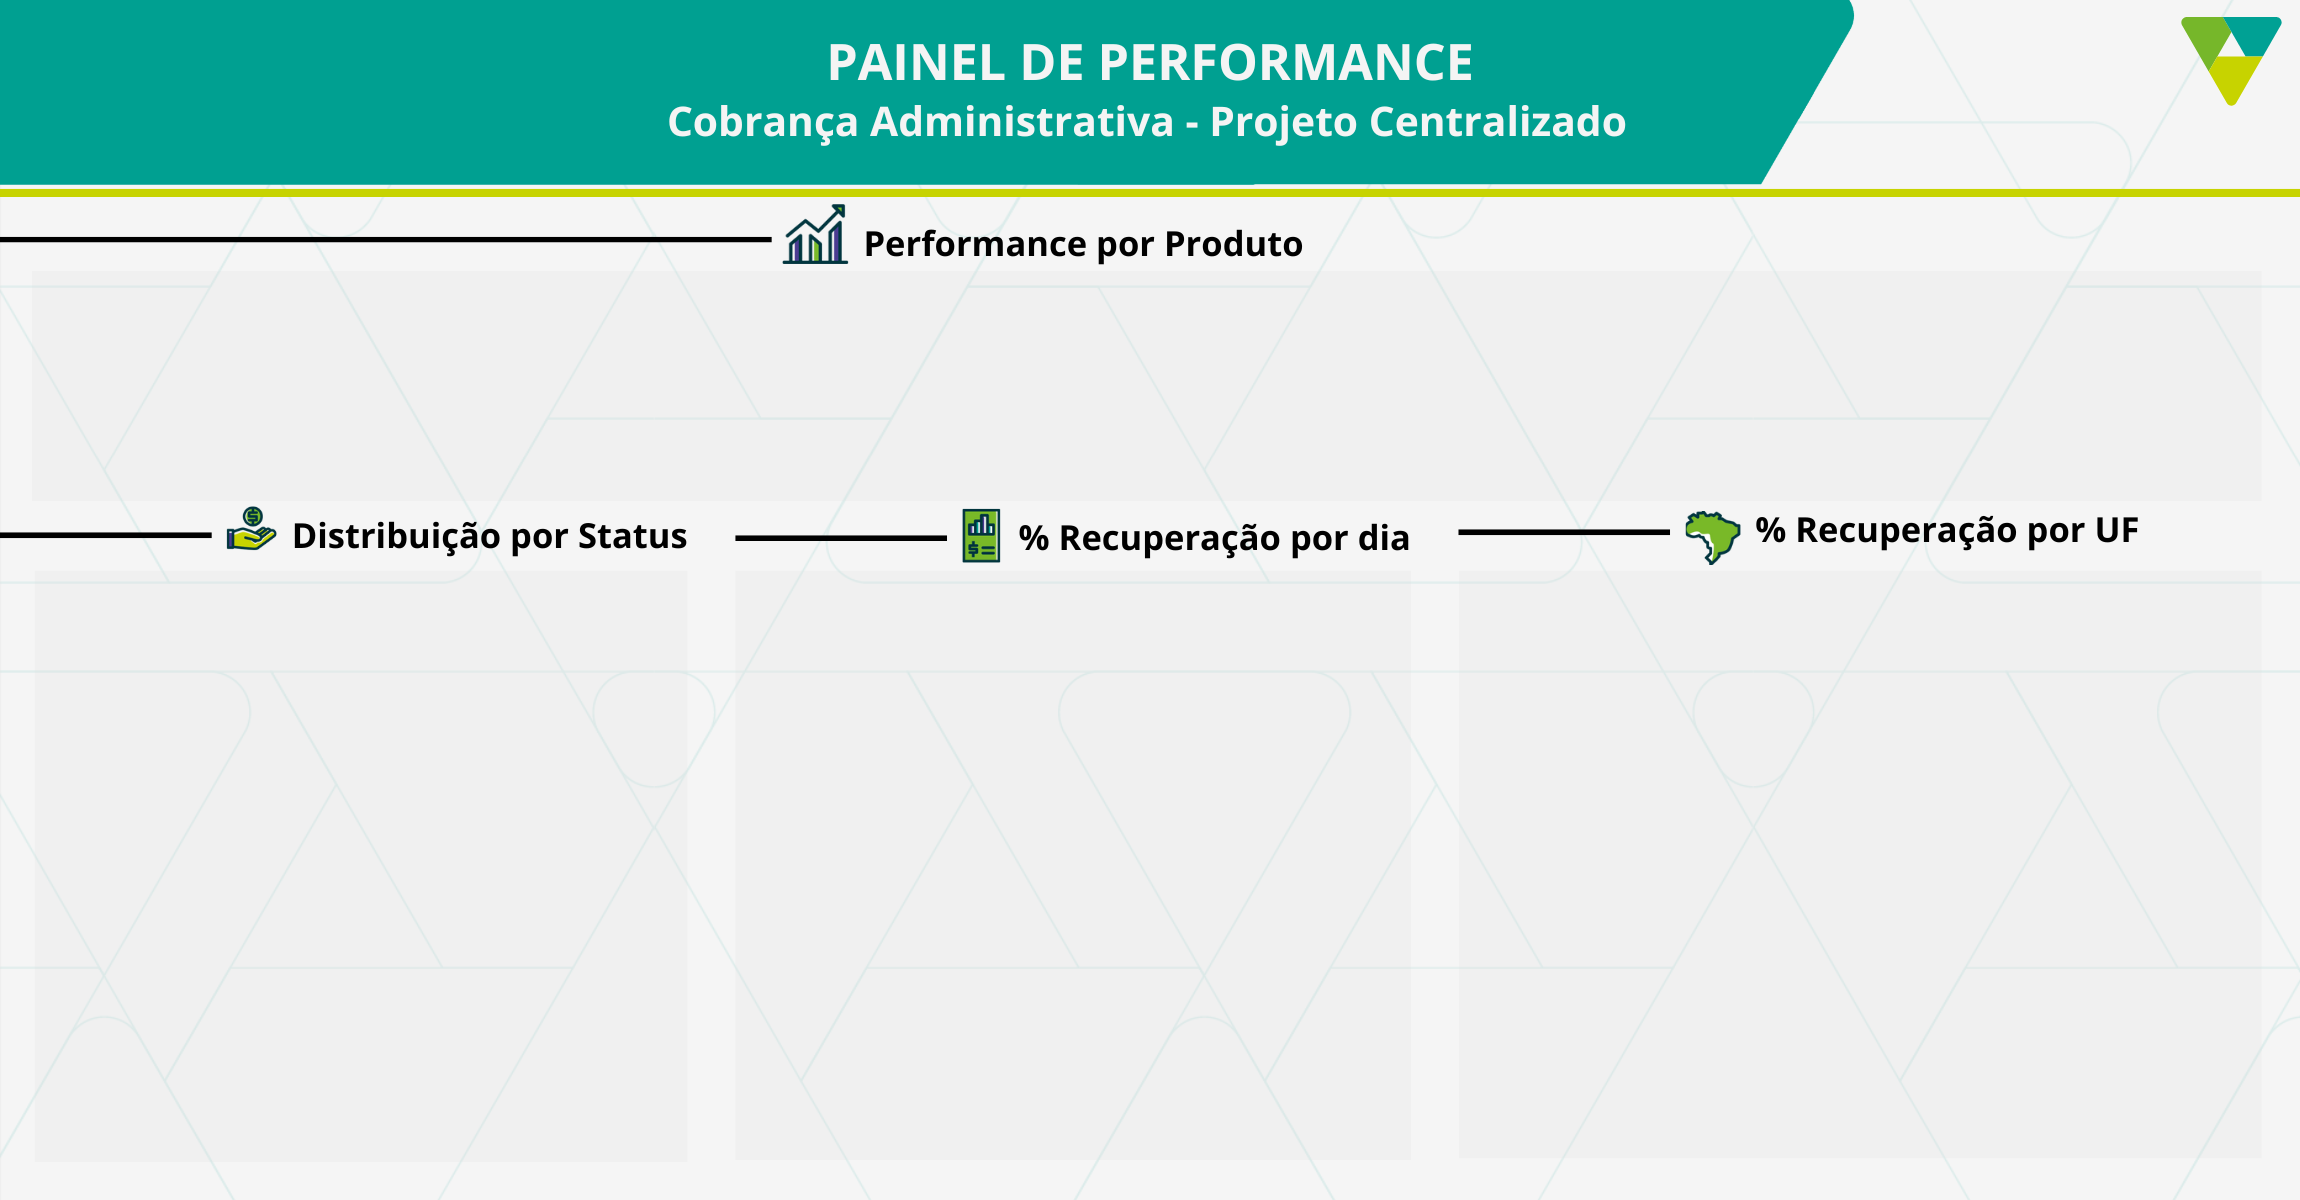 PAINEL DE PERFORMANCE
Cobrança Administrativa - Projeto Centralizado
Performance por Produto
Distribuição por Status
% Recuperação por dia
% Recuperação por UF